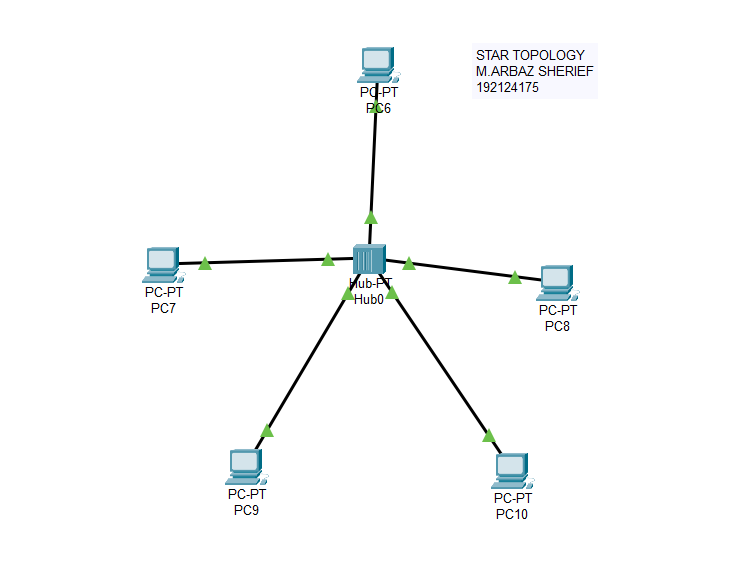 STAR TOPOLOGY
M.ARBAZ SHERIEF
192124175
PC-PT
PC6
Hub-PT
Hub0
PC-PT
PC7
PC-PT
PC8
PC-PT
PC9
PC-PT
PC10